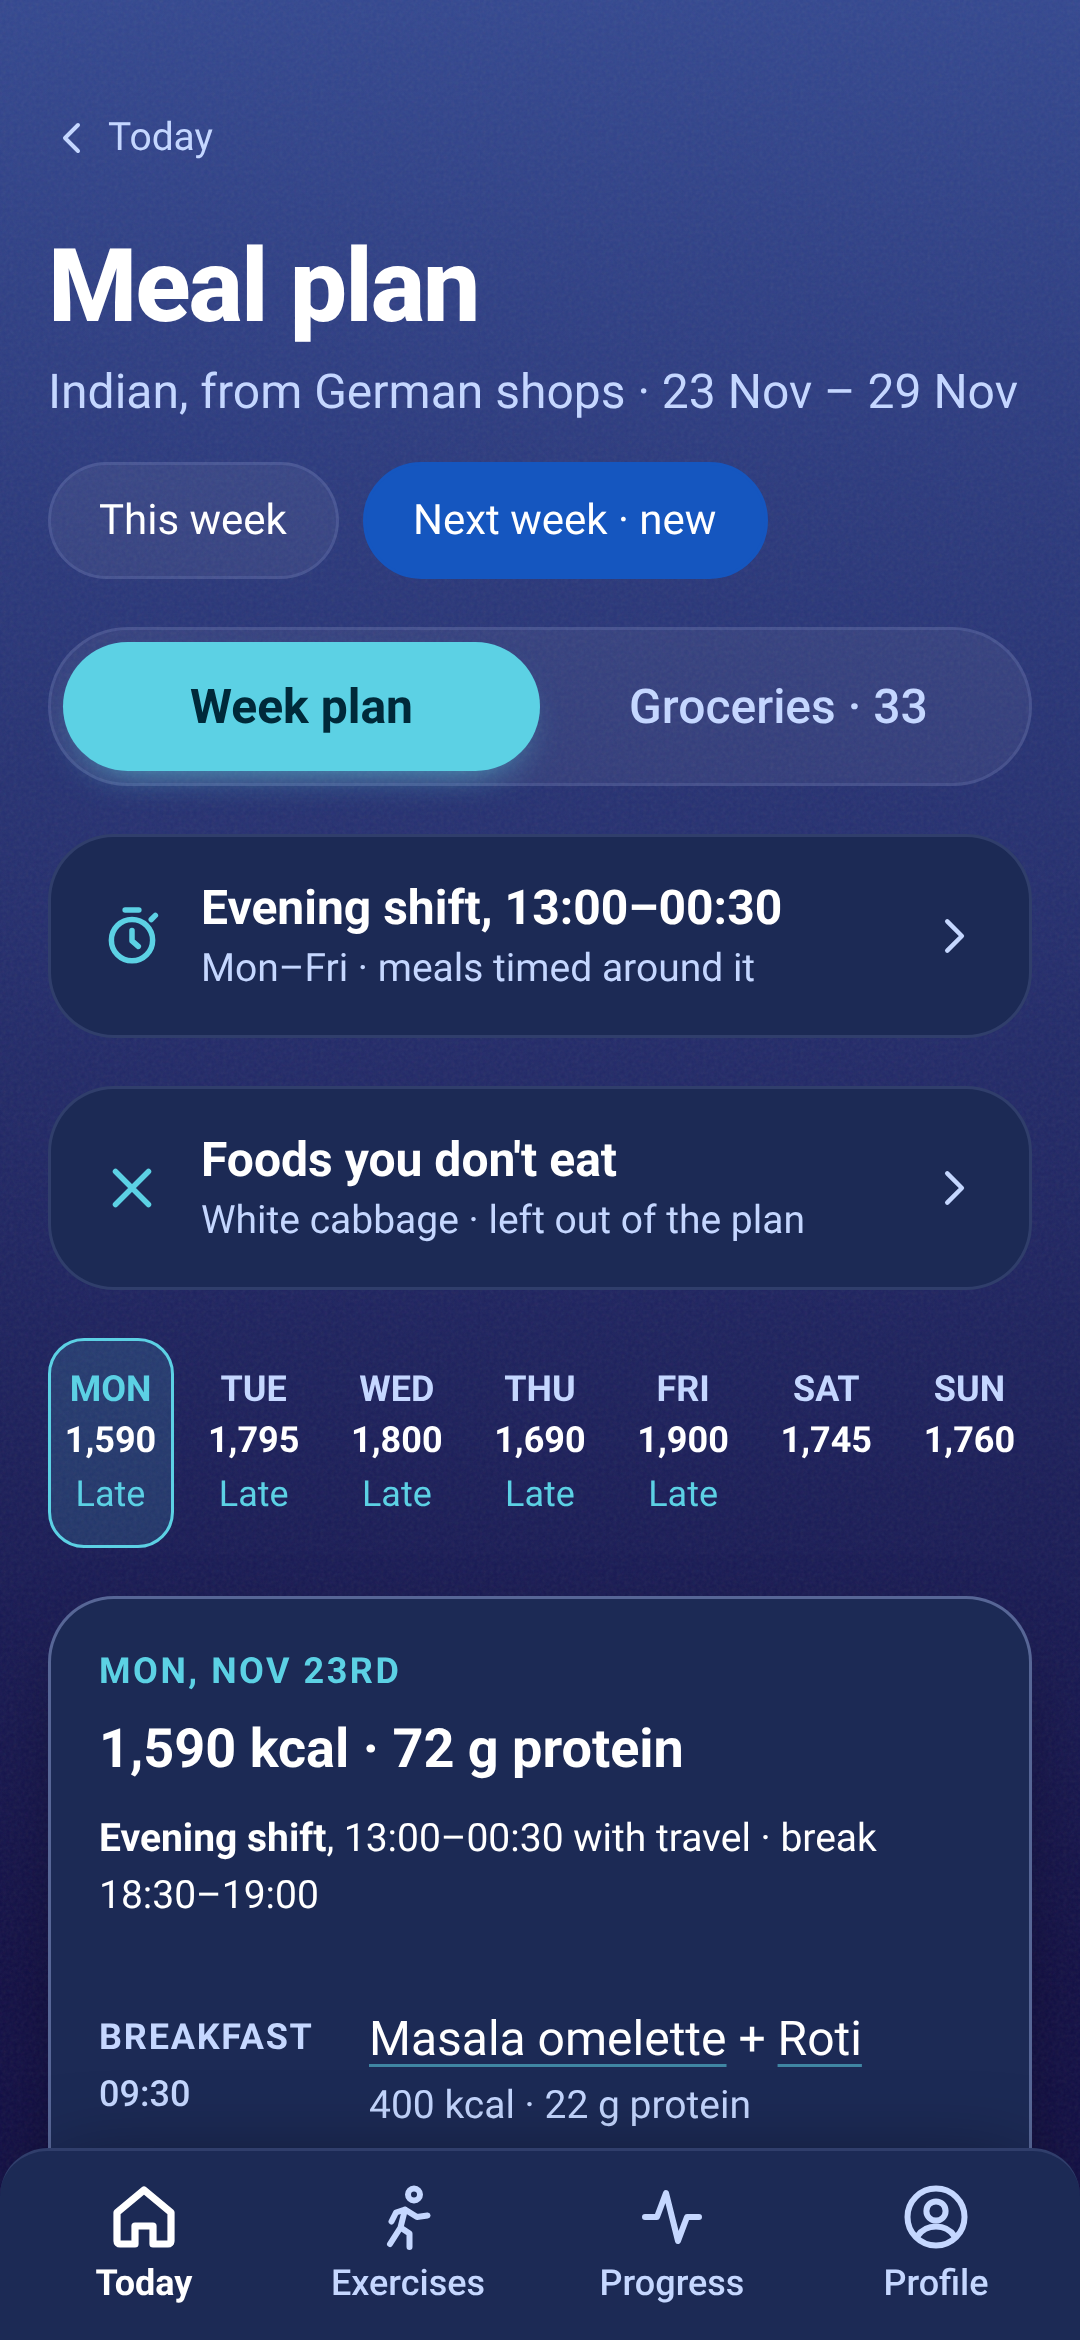 Today
Meal plan
Indian, from German shops · 23 Nov – 29 Nov
This week
Next week · new
Week plan
Groceries · 33
Evening shift, 13:00–00:30
Mon–Fri · meals timed around it
Foods you don't eat
White cabbage · left out of the plan
MON TUE WED THU FRI SAT SUN
1,590 1,795 1,800 1,690 1,900 1,745 1,760
Late Late Late Late Late
MON, NOV 23RD
1,590 kcal · 72 g protein
Evening shift, 13:00–00:30 with travel · break
18:30–19:00
BREAKFAST Masala omelette + Roti
09:30 400 kcal · 22 g protein
Today Exercises Progress Profile